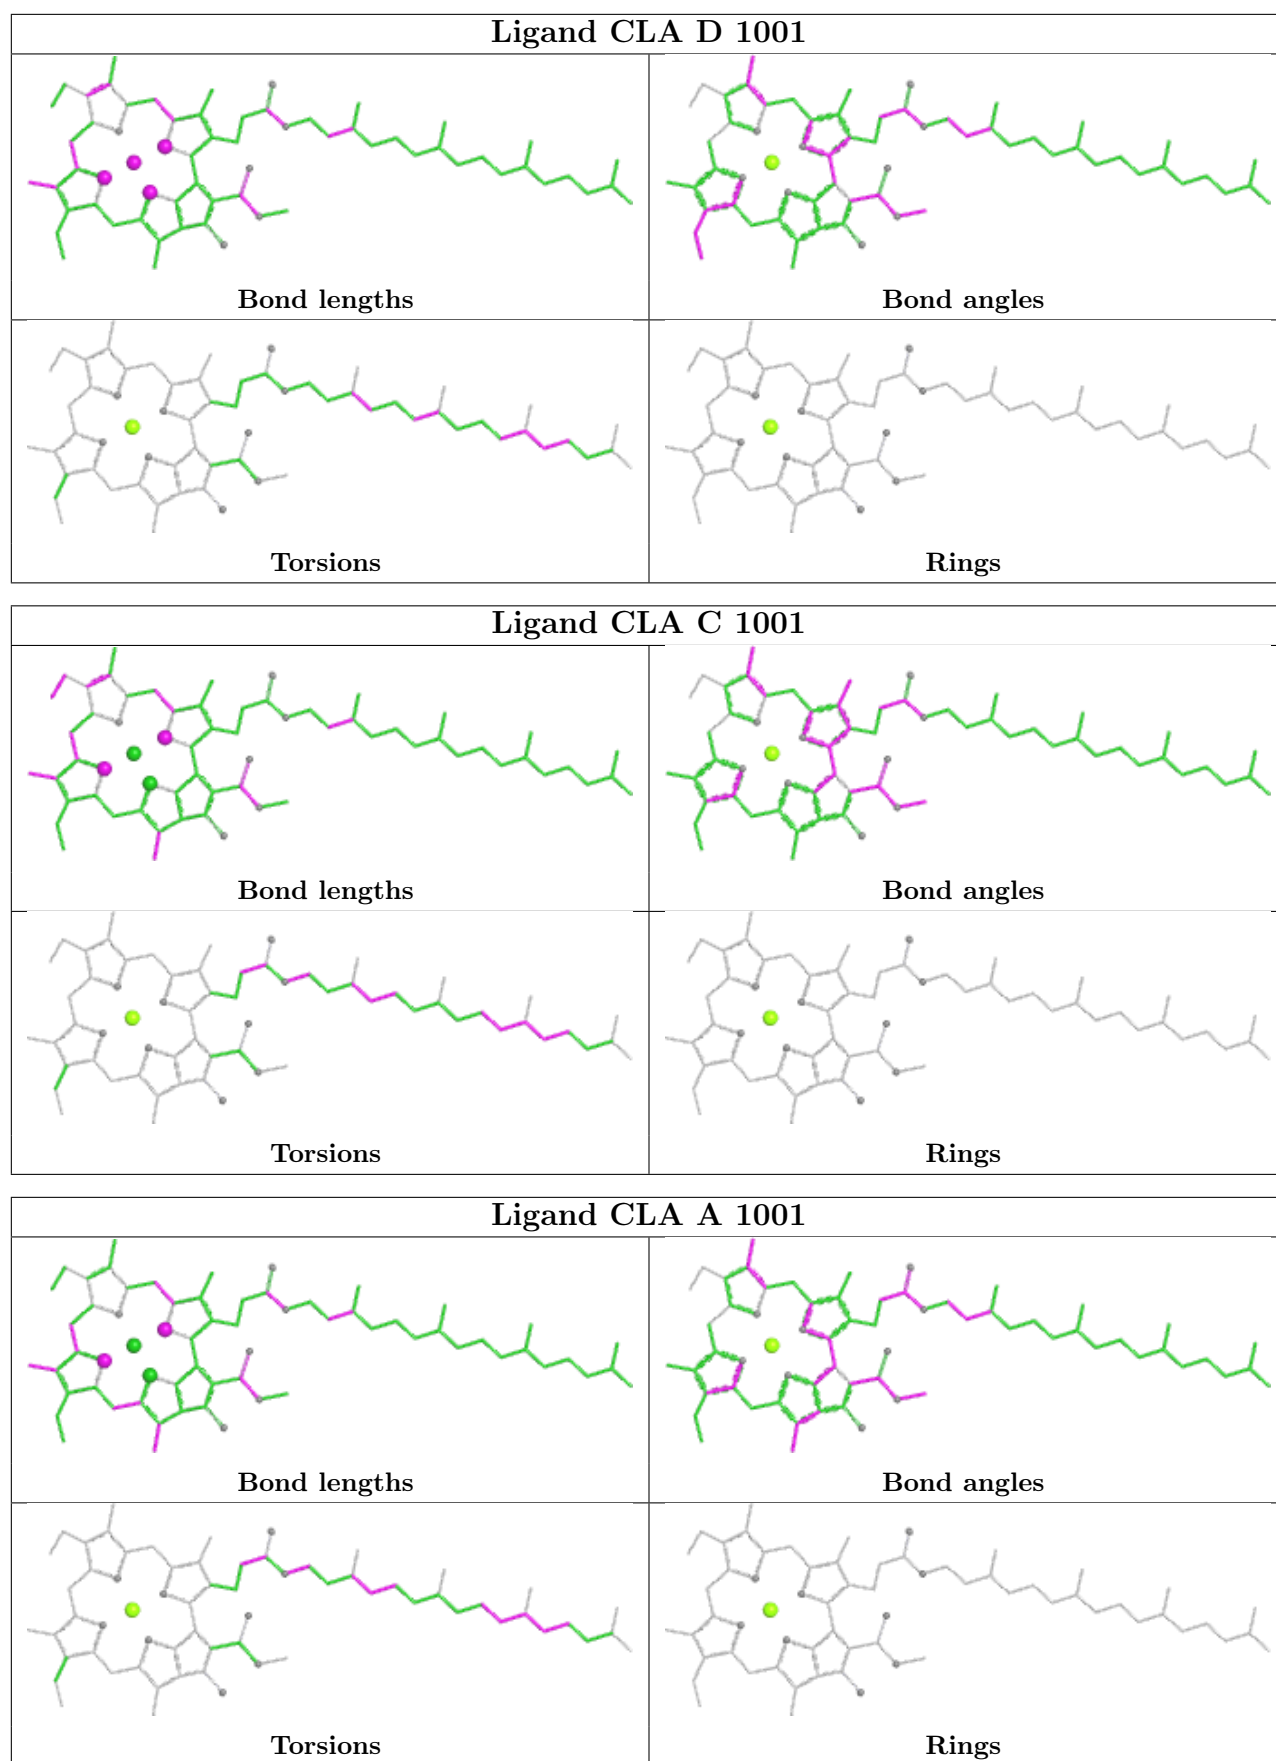 Ligand CLA D 1001
Bond lengths
Bond angles
Torsions
Rings
Ligand CLA C 1001
Bond lengths
Bond angles
Torsions
Rings
Ligand CLA A 1001
Bond lengths
Bond angles
Torsions
Rings